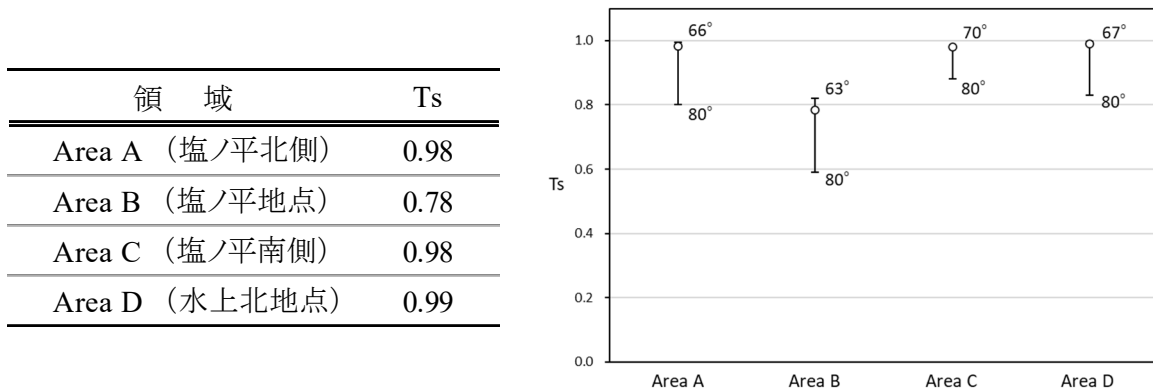 領 域 Ts
Area A （塩ノ平北側） 0.98
Area B （塩ノ平地点） 0.78
Area C （塩ノ平南側） 0.98
Area D （水上北地点） 0.99
Ts
1.0
0.8
0.6
0.4
0.2
0.0
66°
80°
63°
80°
70°
80°
67°
80°
Area A Area B Area C Area D